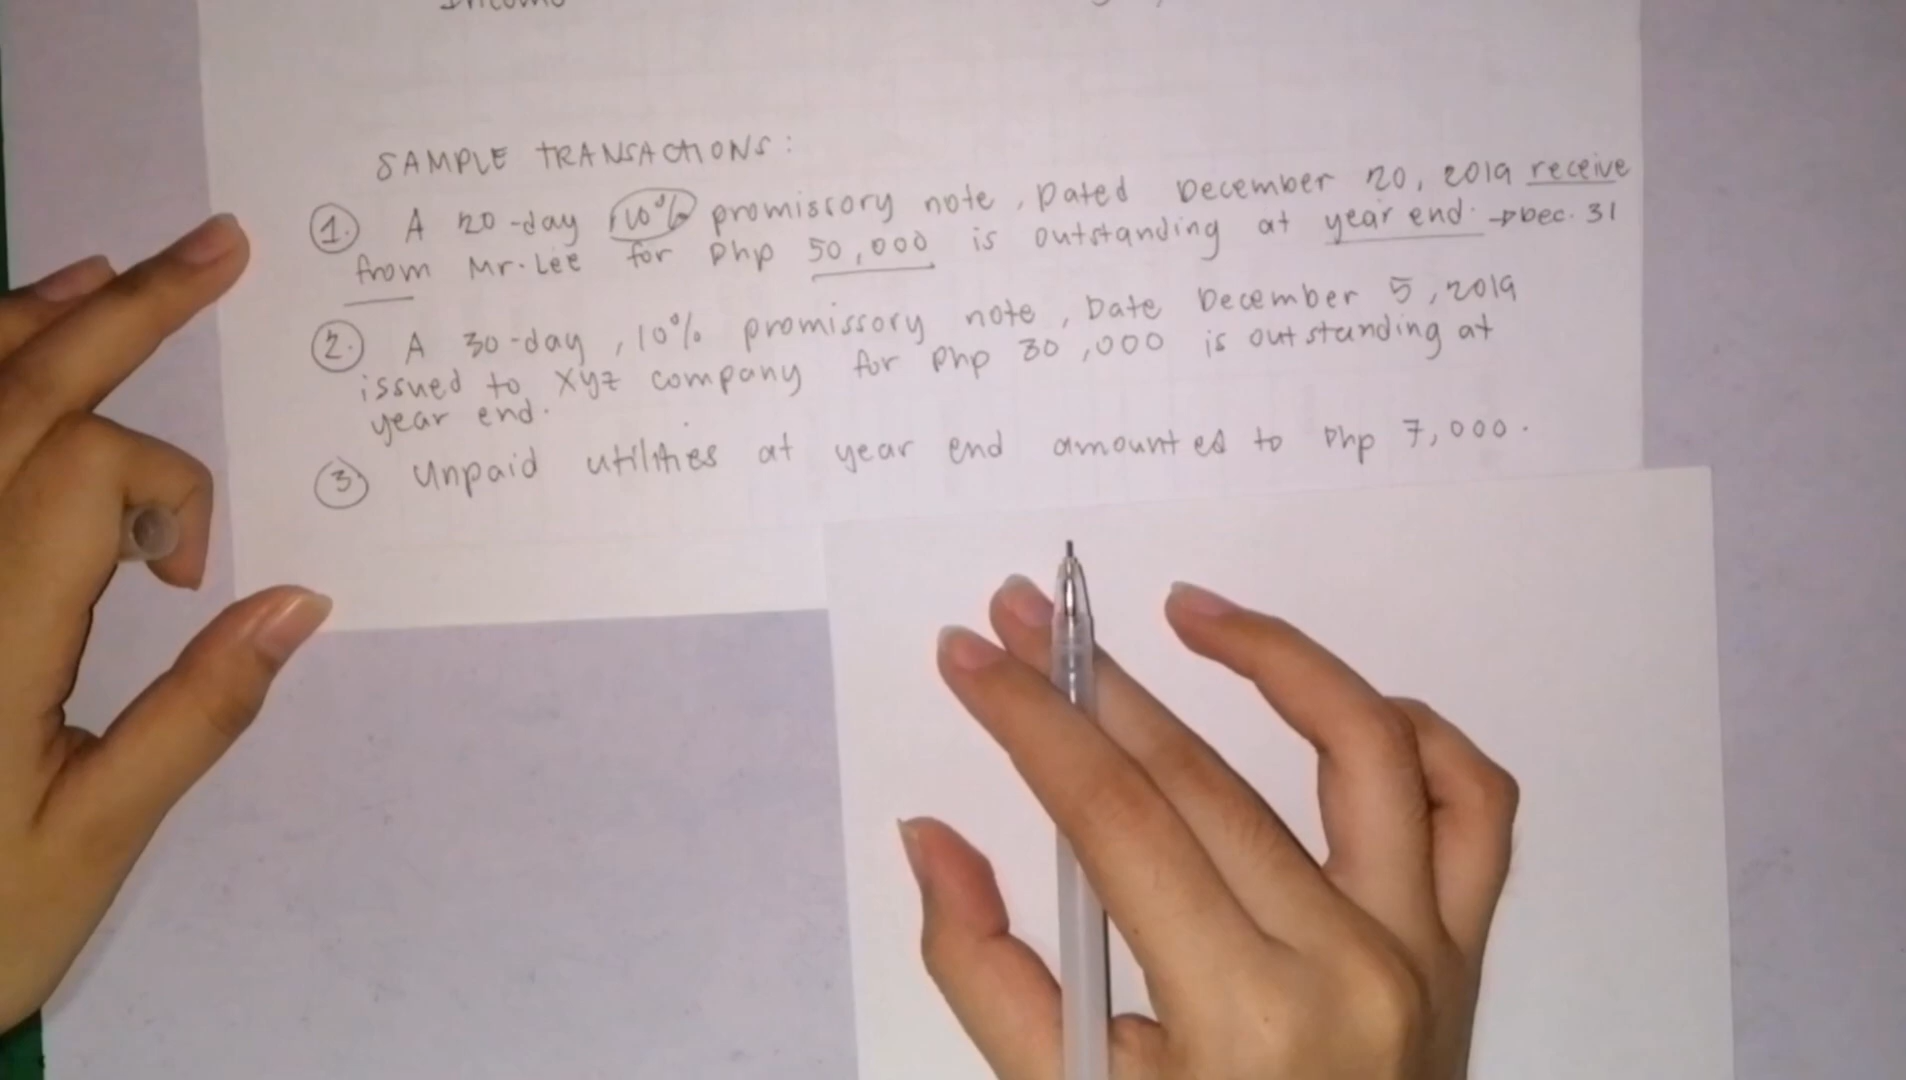 Income
SAMPLE TRANSACTIONS:
1. A 20-day, 10% promissory note, Dated December 20, 2019 receive
from Mr. Lee for Php 50,000 is outstanding at year end. → Dec. 31
2. A 30-day, 10% promissory note, Date December 5, 2019
issued to XYZ company for Php 30,000 is outstanding at
year end.
3. Unpaid utilities at year end amounted to Php 7,000.